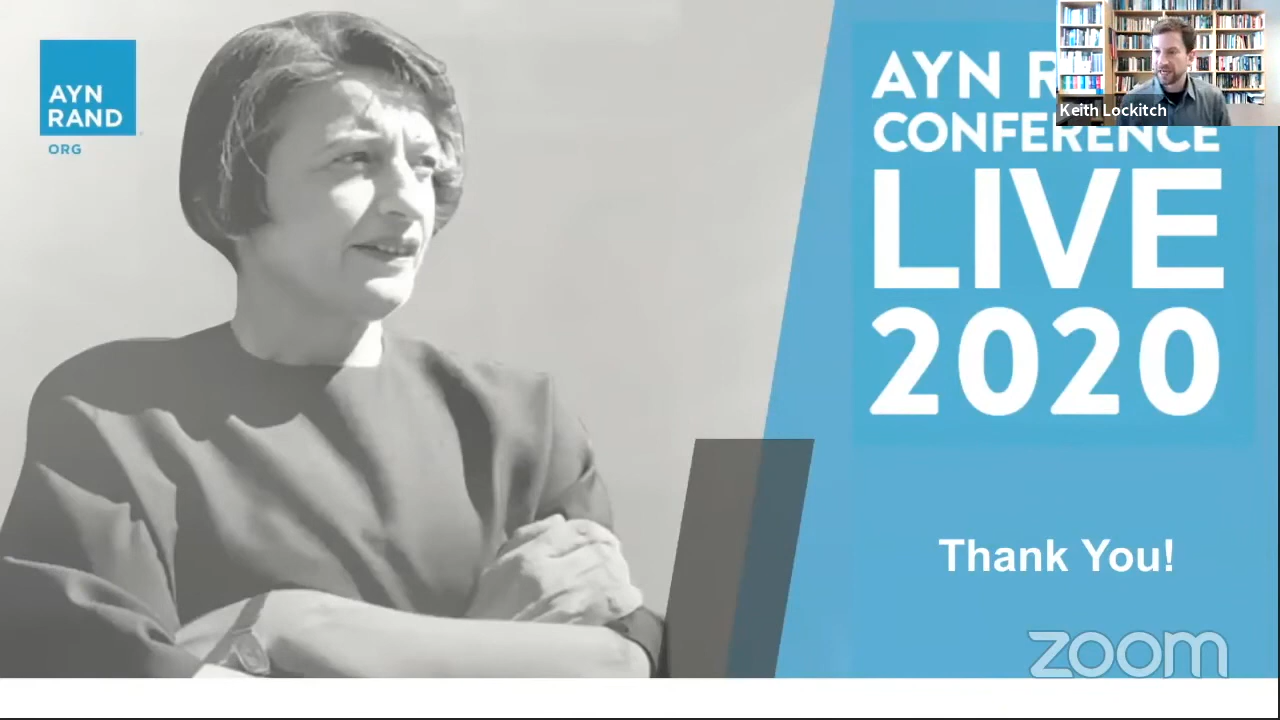 AYN
RAND
ORG
AYN
CONFERENCE
LIVE
2020
Keith Lockitch
Thank You!
zoom